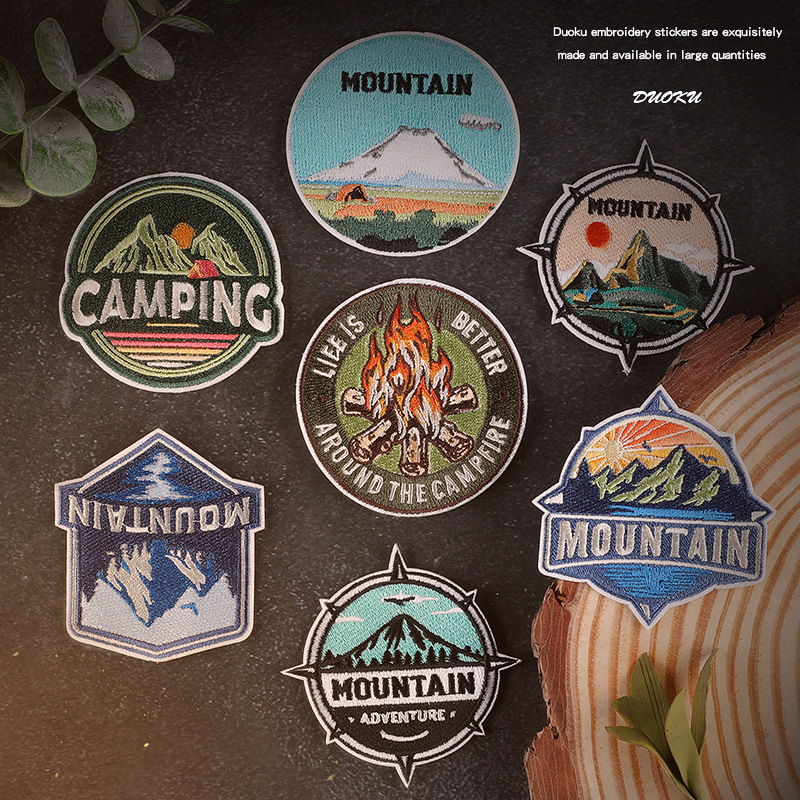 Duoku embroidery stickers are exquisitely
made and available in large quantities
DUOKU
MOUNTAIN
MOUNTAIN
CAMPING
LIFE IS BETTER
AROUND THE CAMPFIRE
MOUNTAIN
MOUNTAIN
MOUNTAIN
ADVENTURE